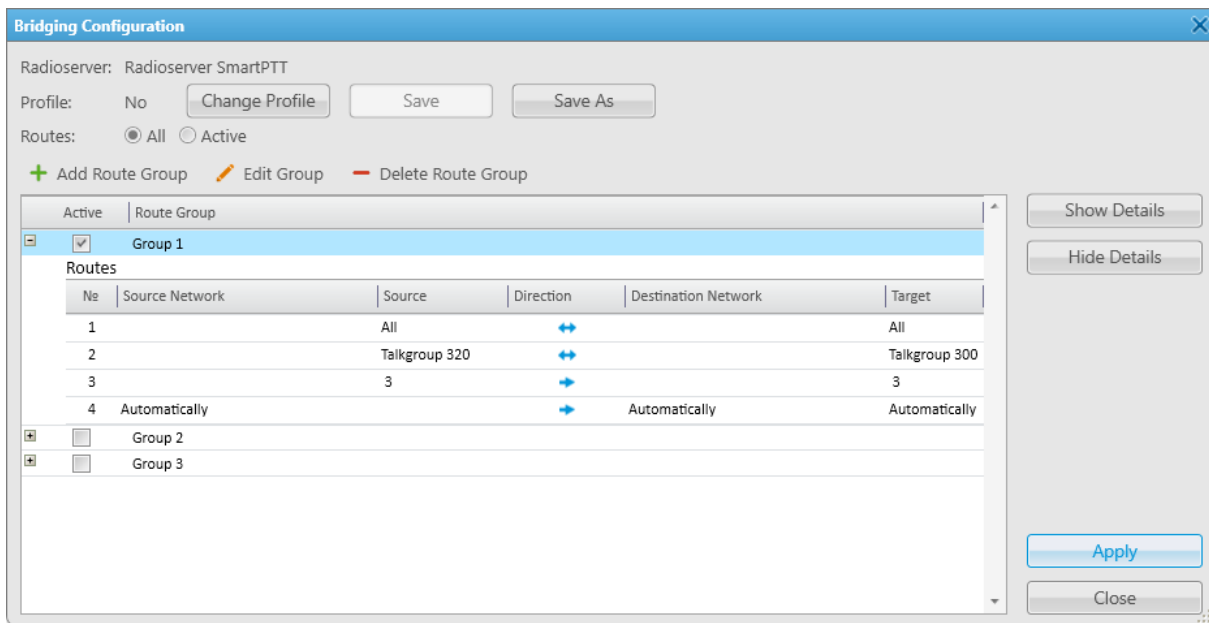 Bridging Configuration
Radioserver: Radioserver SmartPTT
Profile: No Change Profile Save Save As
Routes: All Active
Add Route Group Edit Group Delete Route Group
Active Route Group
Show Details
Group 1
Hide Details
Routes
№ Source Network Source Direction Destination Network Target
1 All All
2 Talkgroup 320 Talkgroup 300
3 3 3
4 Automatically Automatically Automatically
Group 2
Group 3
Apply
Close